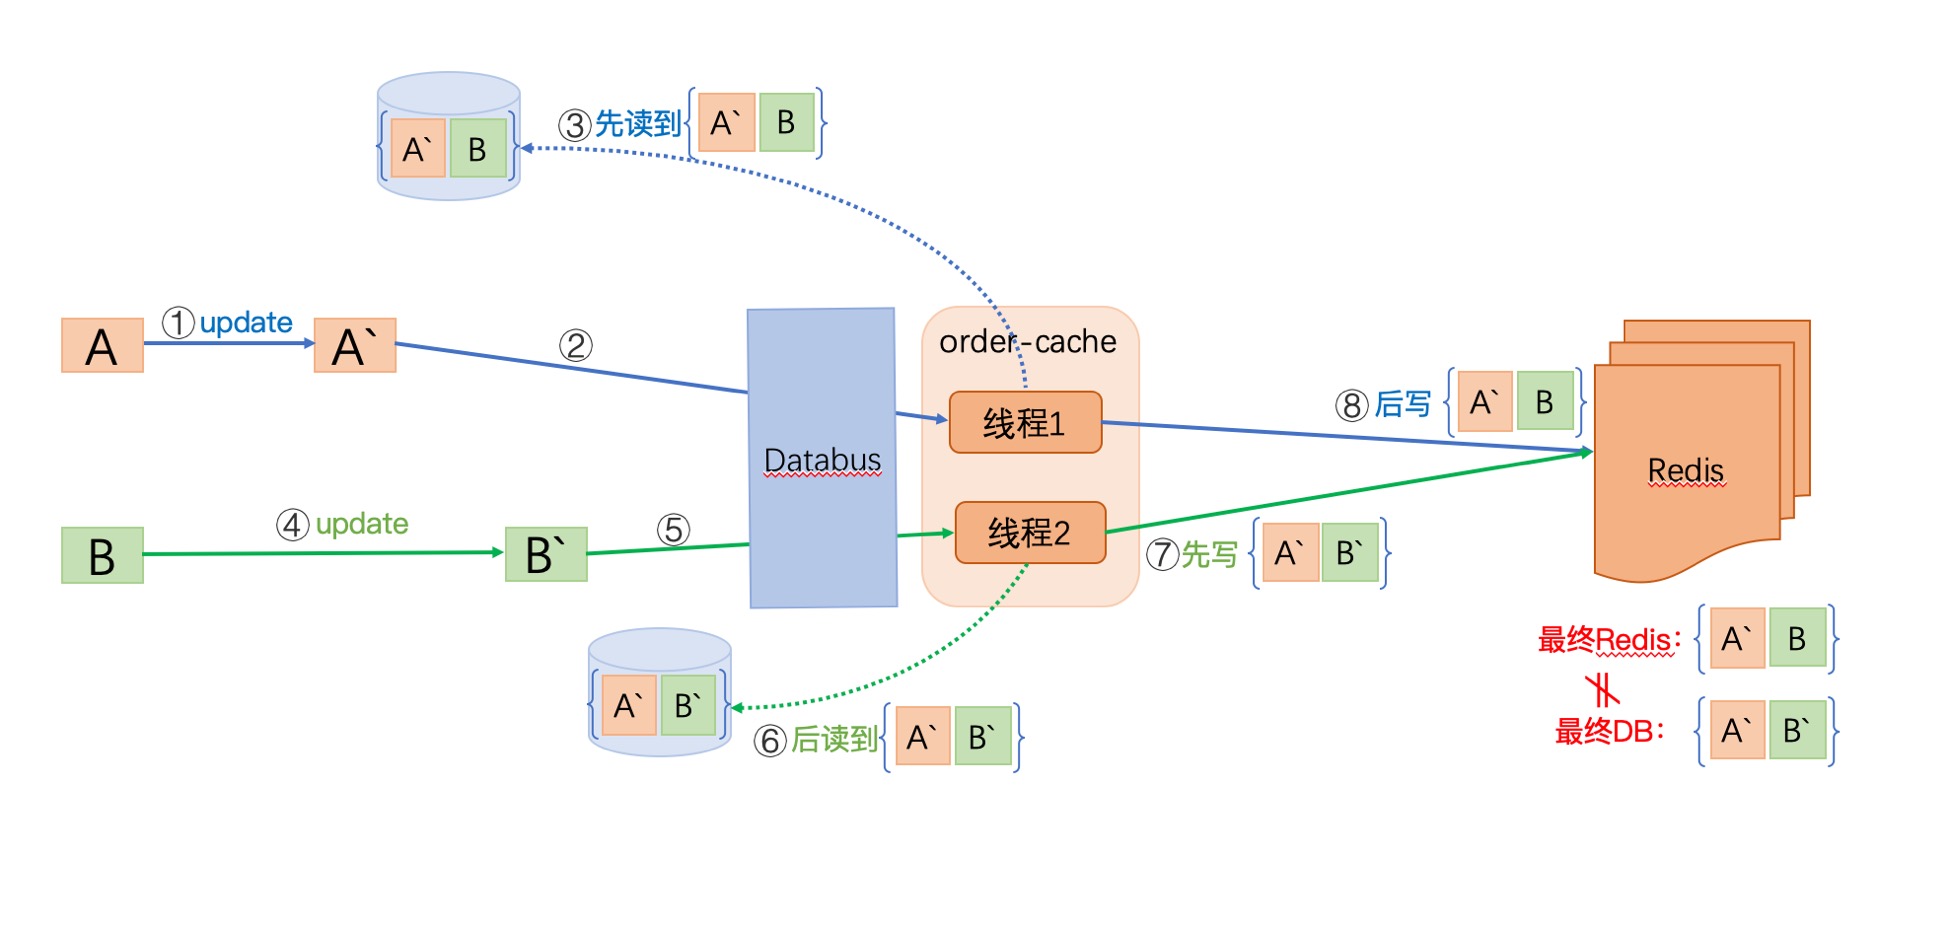 ③先读到 A` B
A` B
A ①update A` ②
order-cache
线程1
⑧后写 A` B
Databus
Redis
B ④update B` ⑤
线程2
⑦先写 A` B`
最终Redis: A` B
A` B`
⑥后读到 A` B`
最终DB: A` B`